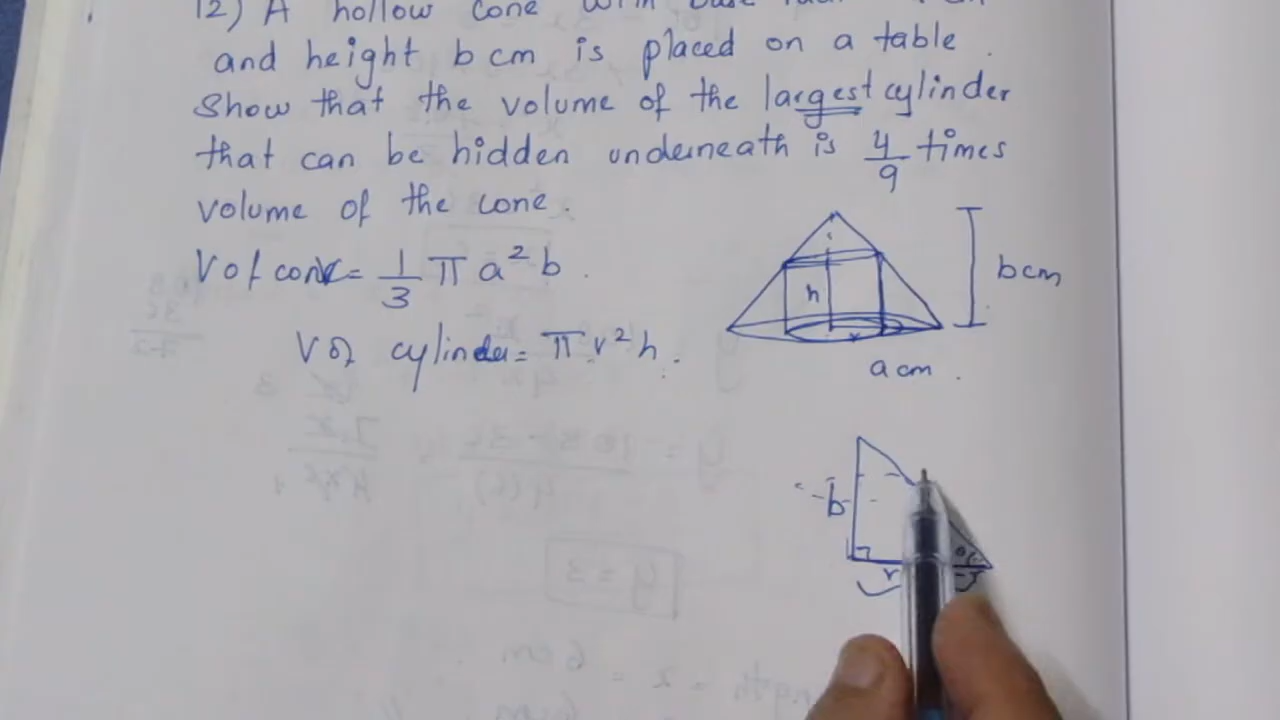 12) A hollow cone with base
and height b cm is placed on a table.
Show that the volume of the largest cylinder
that can be hidden underneath is 4/9 times
volume of the cone.
V of cone = 1/3 π a² b.
h
b cm
V of cylinder = π r² h.
r
a cm.
b
r